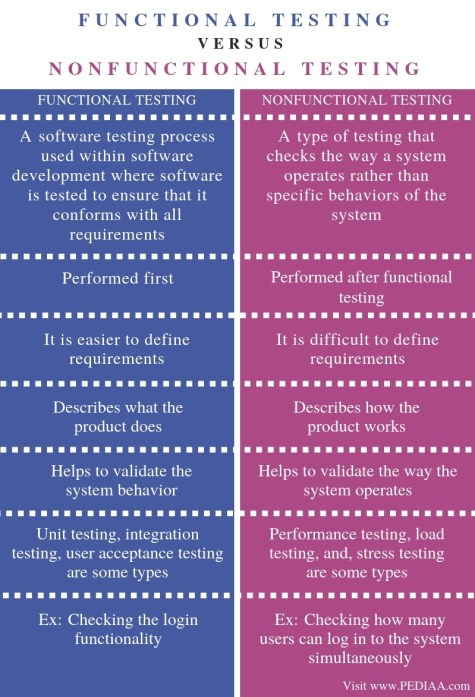 FUNCTIONAL TESTING
VERSUS
NONFUNCTIONAL TESTING
FUNCTIONAL TESTING
NONFUNCTIONAL TESTING
A software testing process
used within software
development where software
is tested to ensure that it
conforms with all
requirements
A type of testing that
checks the way a system
operates rather than
specific behaviors of the
system
Performed first
Performed after functional
testing
It is easier to define
requirements
It is difficult to define
requirements
Describes what the
product does
Describes how the
product works
Helps to validate the
system behavior
Helps to validate the way the
system operates
Unit testing, integration
testing, user acceptance testing
are some types
Performance testing, load
testing, and, stress testing
are some types
Ex: Checking the login
functionality
Ex: Checking how many
users can log in to the system
simultaneously
Visit www.PEDIAA.com